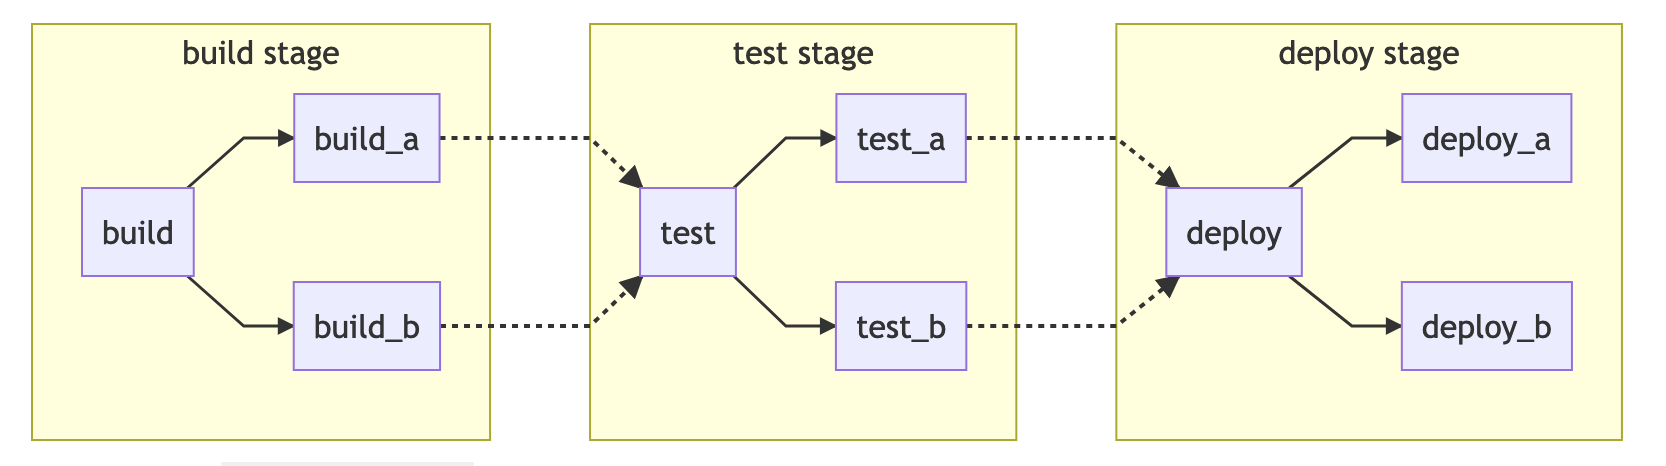 build stage
build
build_a
build_b
test stage
test
test_a
test_b
deploy stage
deploy
deploy_a
deploy_b